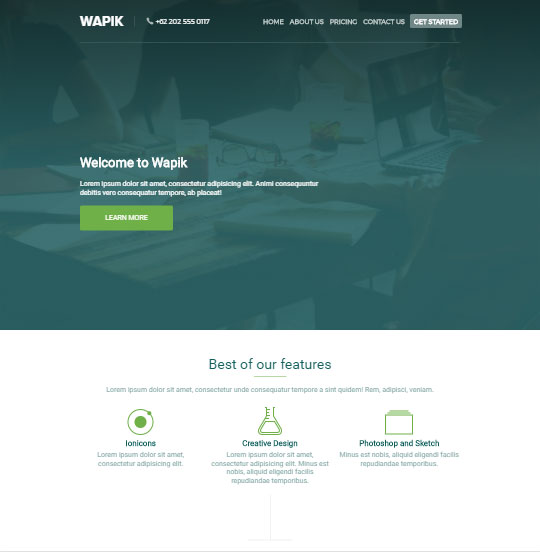 WAPIK
+62 202 555 0117
HOME ABOUT US PRICING CONTACT US GET STARTED
Welcome to Wapik
Lorem ipsum dolor sit amet, consectetur adipisicing elit. Animi consequuntur
debitis vero consequatur tempore, ab placeat!
LEARN MORE
Best of our features
Lorem ipsum dolor sit amet, consectetur unde consequatur tempore a sint quidem! Rem, adipisci, veniam.
Ionicons
Lorem ipsum dolor sit amet,
consectetur adipisicing elit.
Creative Design
Lorem ipsum dolor sit amet,
consectetur adipisicing elit. Minus est
nobis, aliquid eligendi facilis
repudiandae temporibus.
Photoshop and Sketch
Minus est nobis, aliquid eligendi facilis
repudiandae temporibus.